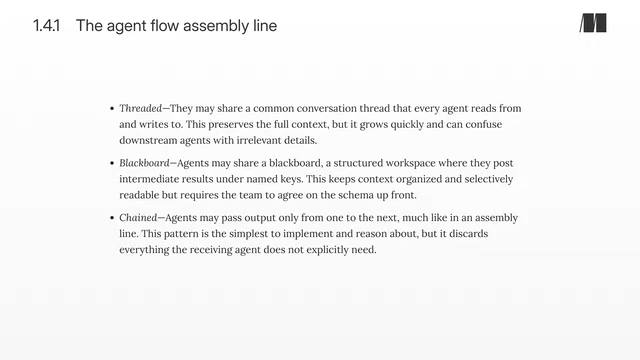 1.4.1 The agent flow assembly line
• Threaded—They may share a common conversation thread that every agent reads from
and writes to. This preserves the full context, but it grows quickly and can confuse
downstream agents with irrelevant details.
• Blackboard—Agents may share a blackboard, a structured workspace where they post
intermediate results under named keys. This keeps context organized and selectively
readable but requires the team to agree on the schema up front.
• Chained—Agents may pass output only from one to the next, much like in an assembly
line. This pattern is the simplest to implement and reason about, but it discards
everything the receiving agent does not explicitly need.